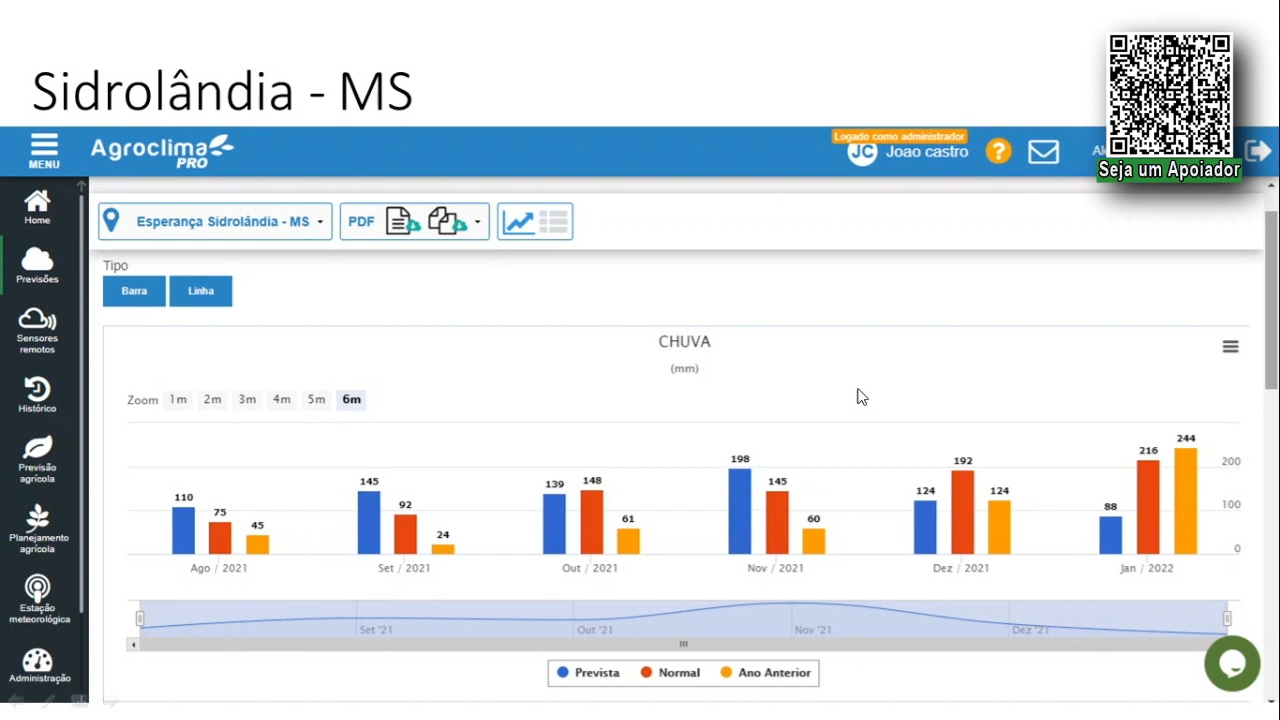 Sidrolândia - MS
Seja um Apoiador
MENU
Agroclima
PRO
Logado como administrador
JC Joao castro
?
Home
Previsões
Sensores
remotos
Histórico
Previsão
agrícola
Planejamento
agrícola
Estação
meteorológica
Administração
Esperança Sidrolândia - MS
PDF
Tipo
Barra
Linha
CHUVA
(mm)
Zoom 1m 2m 3m 4m 5m 6m
110 75 45
145 92 24
139 148 61
198 145 60
124 192 124
88 216 244
200
100
0
Ago / 2021 Set / 2021 Out / 2021 Nov / 2021 Dez / 2021 Jan / 2022
Set '21 Out '21 Nov '21 Dez '21
Prevista Normal Ano Anterior